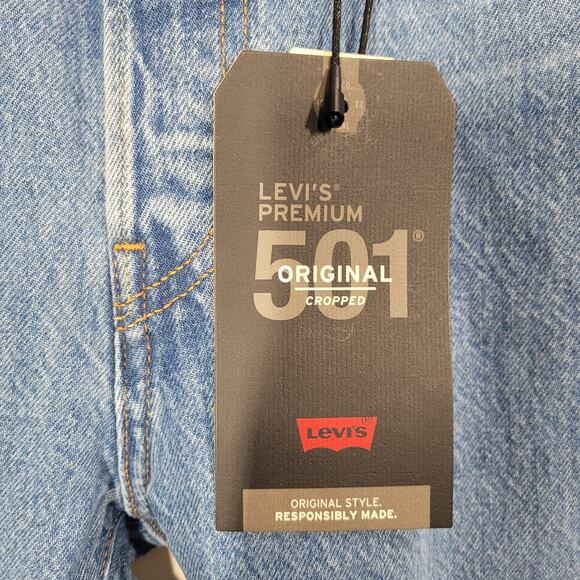 LEVI'S®
PREMIUM
501®
ORIGINAL
CROPPED
Levi's®
ORIGINAL STYLE.
RESPONSIBLY MADE.